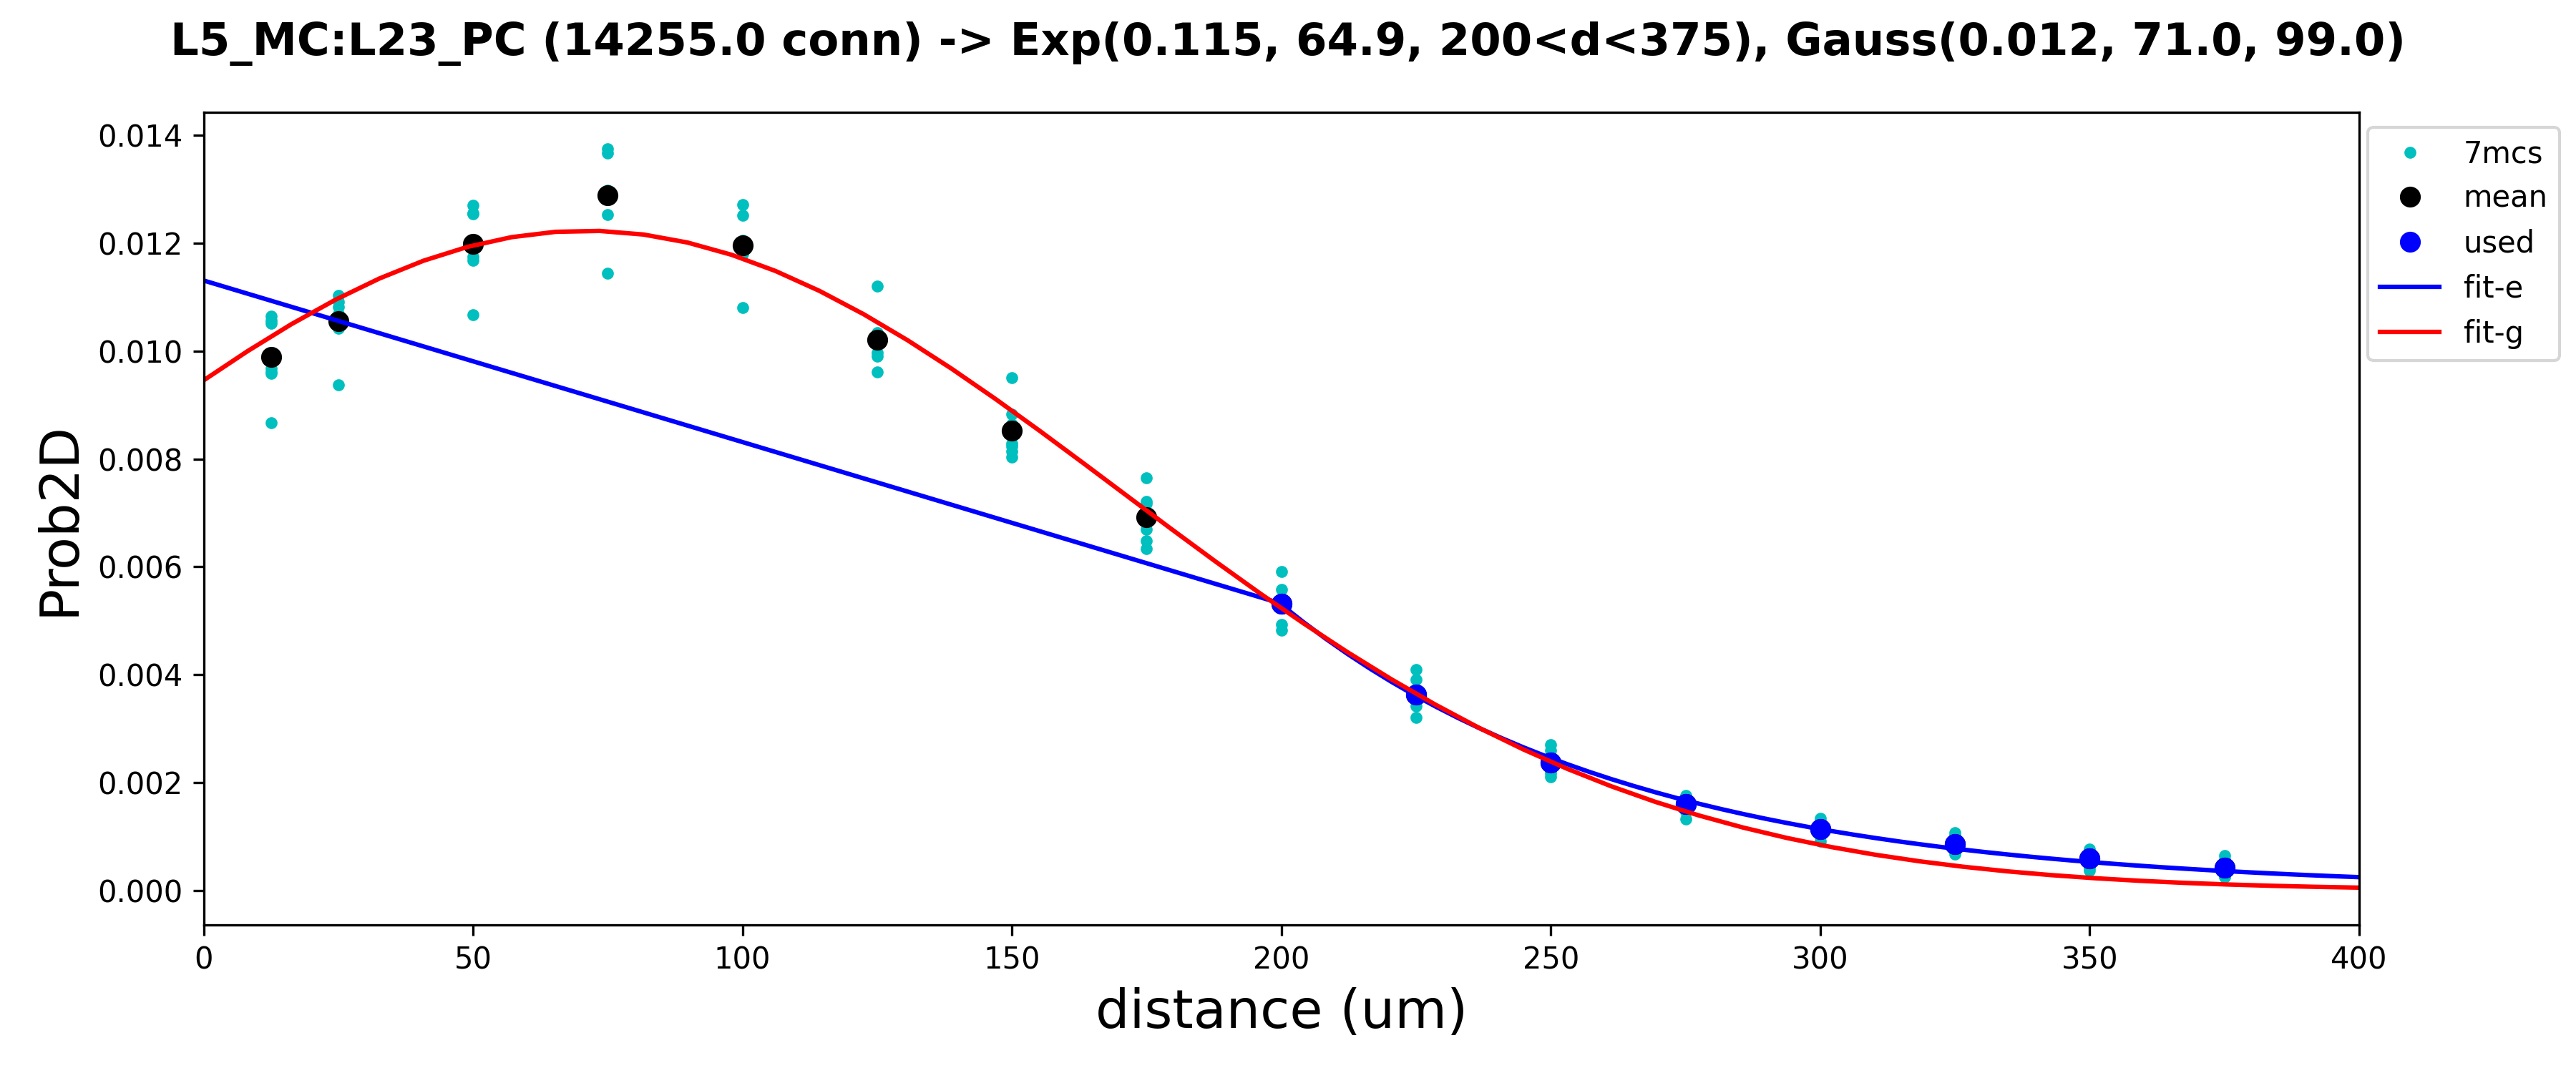 L5_MC:L23_PC (14255.0 conn) -> Exp(0.115, 64.9, 200<d<375), Gauss(0.012, 71.0, 99.0)
0.014
0.012
0.010
0.008
0.006
0.004
0.002
0.000
Prob2D
0 50 100 150 200 250 300 350 400
distance (um)
7mcs
mean
used
fit-e
fit-g